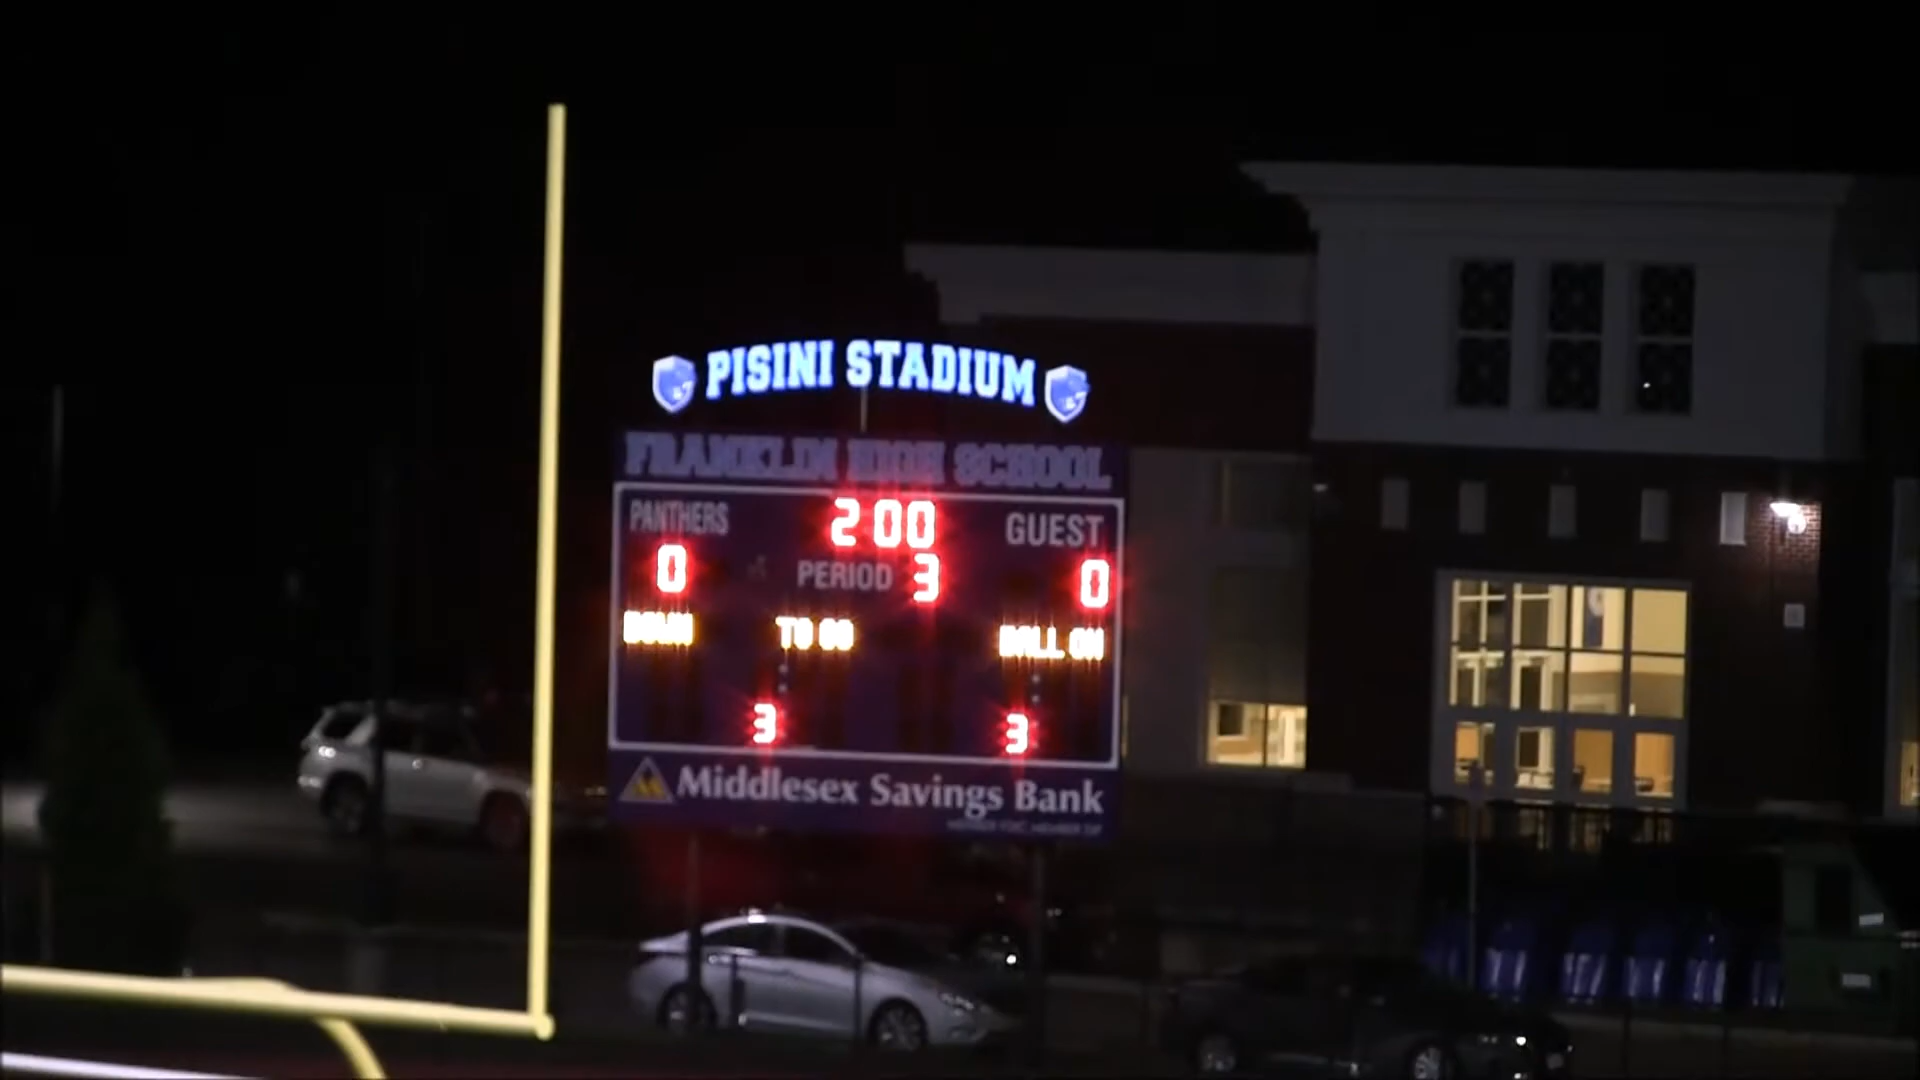 PISINI STADIUM
FRANKLIN HIGH SCHOOL
PANTHERS 2 00 GUEST
0 PERIOD 3 0
DOWN TO GO BALL ON
3 3
Middlesex Savings Bank